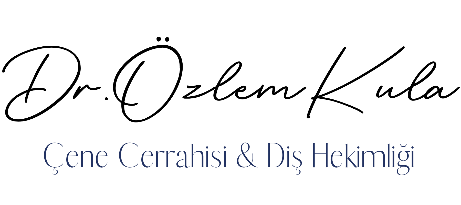 Dr. Özlem Kula
Çene Cerrahisi & Diş Hekimliği